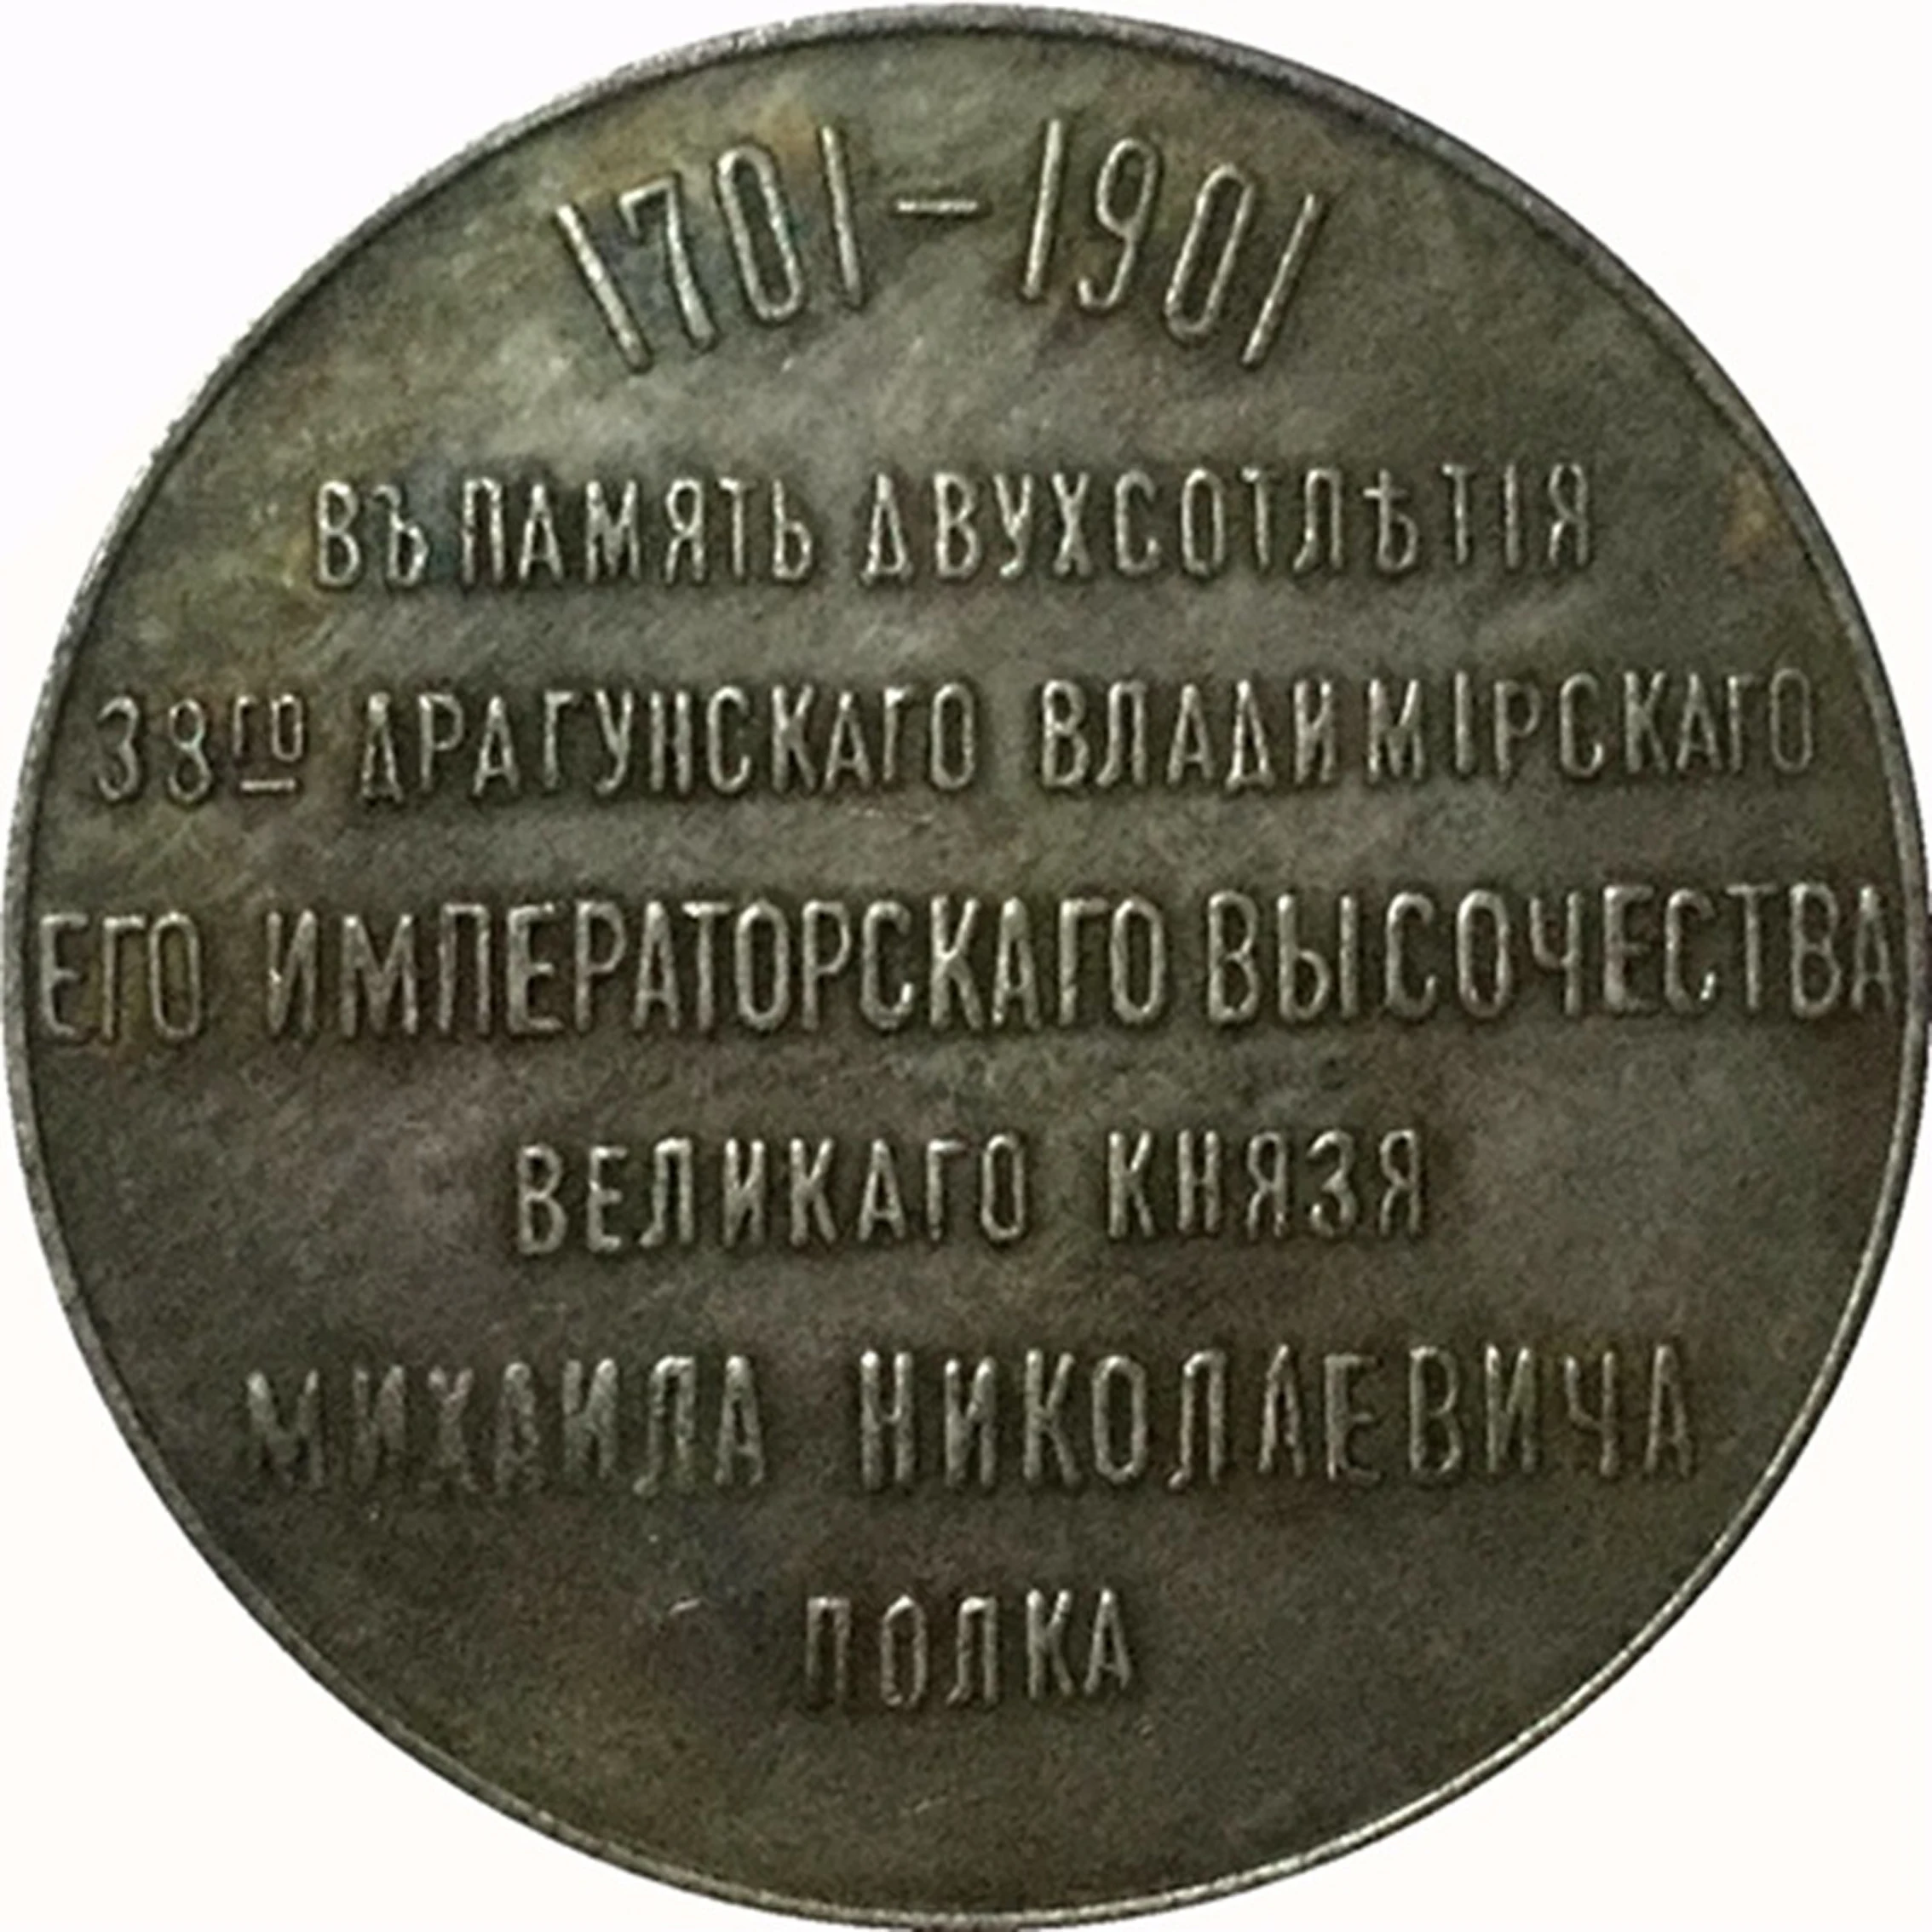 1701–1901
ВЪ ПАМЯТЬ ДВУХСОТЛѢТІЯ
38ГО ДРАГУНСКАГО ВЛАДИМІРСКАГО
ЕГО ИМПЕРАТОРСКАГО ВЫСОЧЕСТВА
ВЕЛИКАГО КНЯЗЯ
МИХАИЛА НИКОЛАЕВИЧА
ПОЛКА